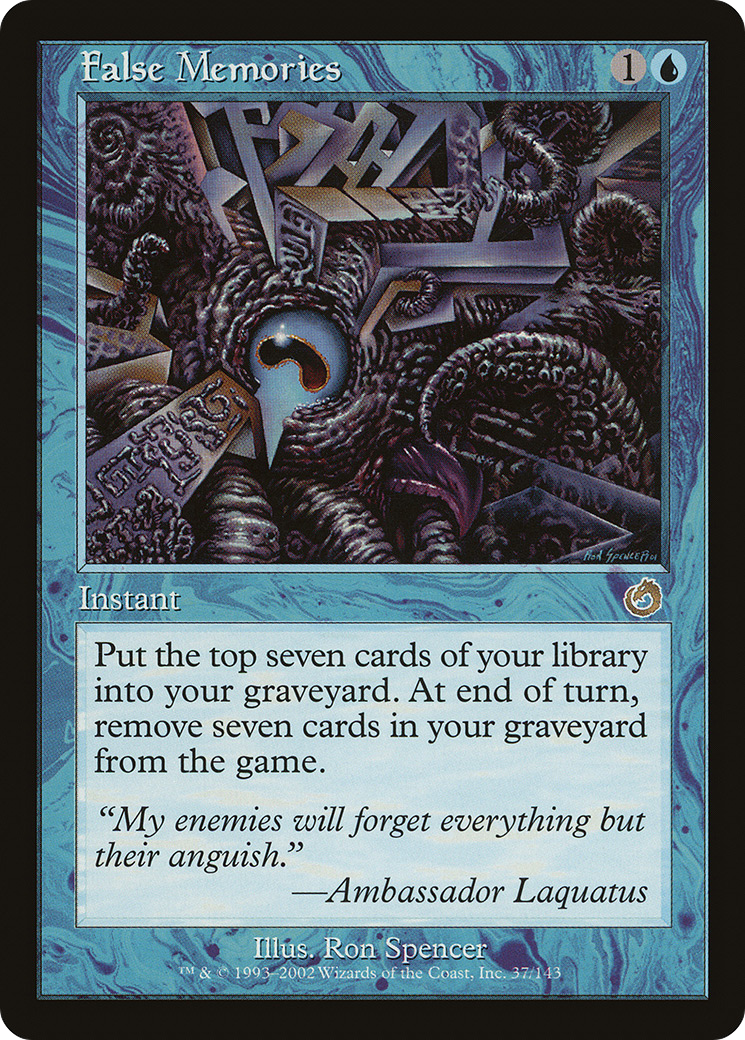 False Memories 1
Instant
Put the top seven cards of your library
into your graveyard. At end of turn,
remove seven cards in your graveyard
from the game.
“My enemies will forget everything but
their anguish.”
—Ambassador Laquatus
Illus. Ron Spencer
™ & © 1993–2002 Wizards of the Coast, Inc. 37/143